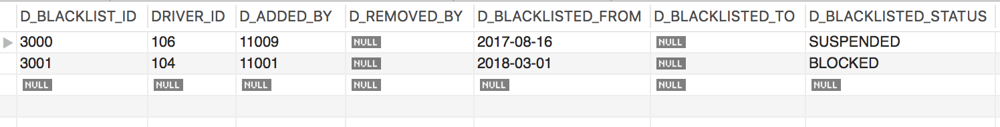 D_BLACKLIST_ID DRIVER_ID D_ADDED_BY D_REMOVED_BY D_BLACKLISTED_FROM D_BLACKLISTED_TO D_BLACKLISTED_STATUS
3000 106 11009 NULL 2017-08-16 NULL SUSPENDED
3001 104 11001 NULL 2018-03-01 NULL BLOCKED
NULL NULL NULL NULL NULL NULL NULL